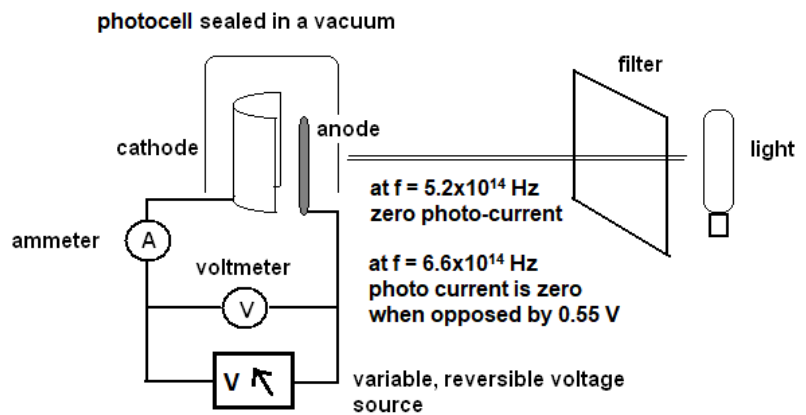 photocell sealed in a vacuum
filter
cathode
anode
light
at f = 5.2x10¹⁴ Hz
zero photo-current
ammeter
A
voltmeter
at f = 6.6x10¹⁴ Hz
photo current is zero
when opposed by 0.55 V
V
V
variable, reversible voltage
source